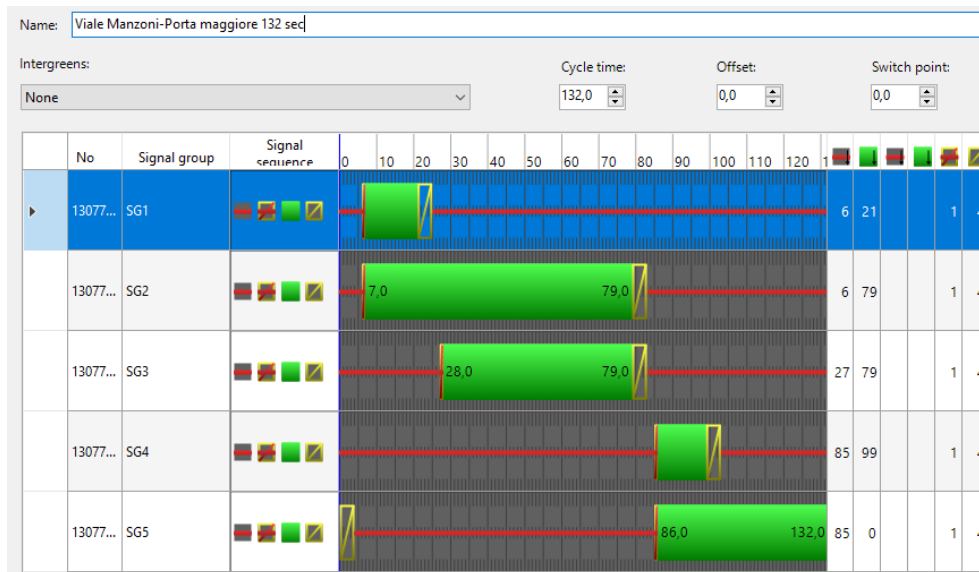 Name: Viale Manzoni-Porta maggiore 132 sec
Intergreens: Cycle time: Offset: Switch point:
None 132,0 0,0 0,0
No Signal group Signal sequence 0 10 20 30 40 50 60 70 80 90 100 110 120 1
13077... SG1 6 21 1
13077... SG2 7,0 79,0 6 79 1
13077... SG3 28,0 79,0 27 79 1
13077... SG4 85 99 1
13077... SG5 86,0 132,0 85 0 1